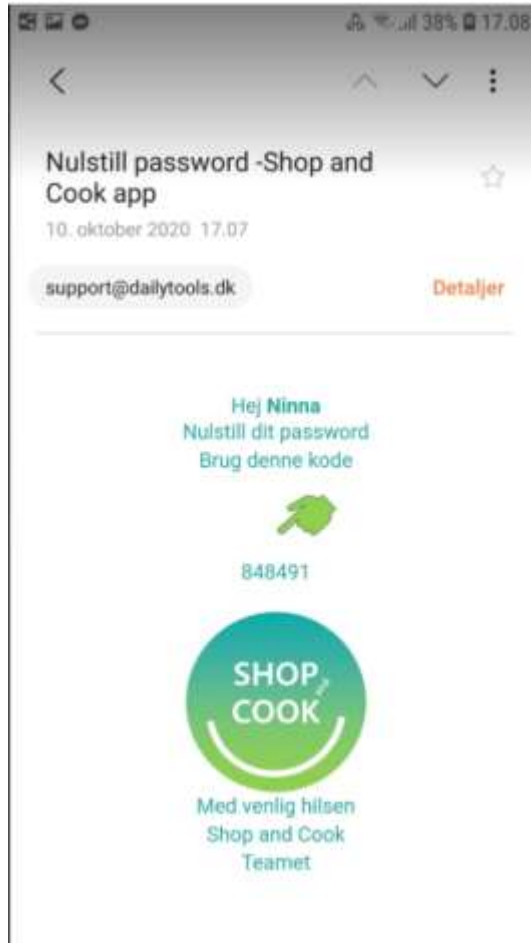 38% 17.08
Nulstill password -Shop and
Cook app
10. oktober 2020 17.07
support@dailytools.dk Detaljer
Hej Ninna
Nulstill dit password
Brug denne kode
848491
SHOP and
COOK
Med venlig hilsen
Shop and Cook
Teamet